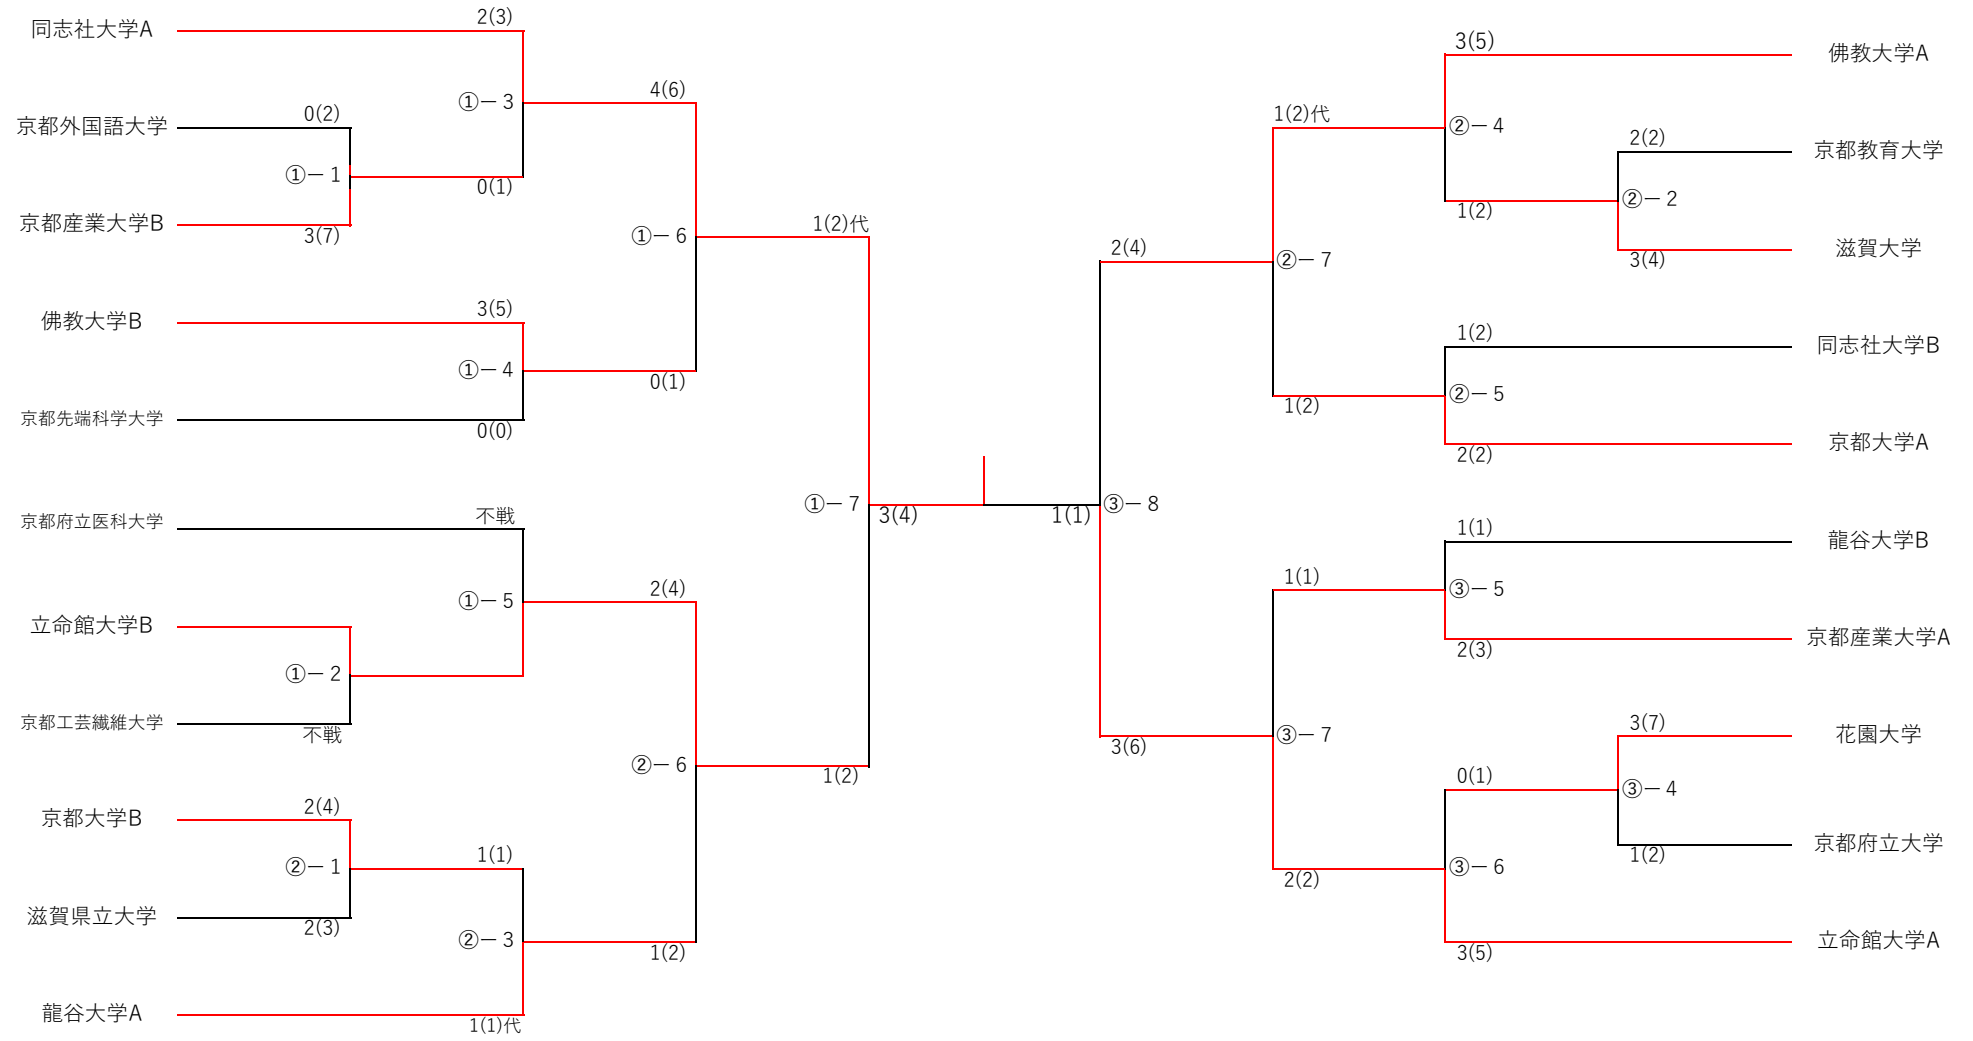 同志社大学A
2(3)
京都外国語大学
0(2)
①－1
①－3
京都産業大学B
3(7)
0(1)
4(6)
佛教大学B
3(5)
①－4
京都先端科学大学
0(0)
0(1)
①－6
1(2)代
京都府立医科大学
不戦
①－5
立命館大学B
①－2
京都工芸繊維大学
不戦
2(4)
京都大学B
2(4)
②－1
滋賀県立大学
2(3)
1(1)
②－3
龍谷大学A
1(1)代
1(2)
②－6
1(2)
①－7
3(4)
1(1)
③－8
2(4)
3(6)
1(2)代
②－7
1(2)
3(5)
佛教大学A
②－4
2(2)
京都教育大学
②－2
1(2)
3(4)
滋賀大学
1(2)
同志社大学B
②－5
2(2)
京都大学A
1(1)
龍谷大学B
1(1)
③－5
2(3)
京都産業大学A
③－7
2(2)
3(7)
花園大学
0(1)
③－4
1(2)
京都府立大学
③－6
3(5)
立命館大学A